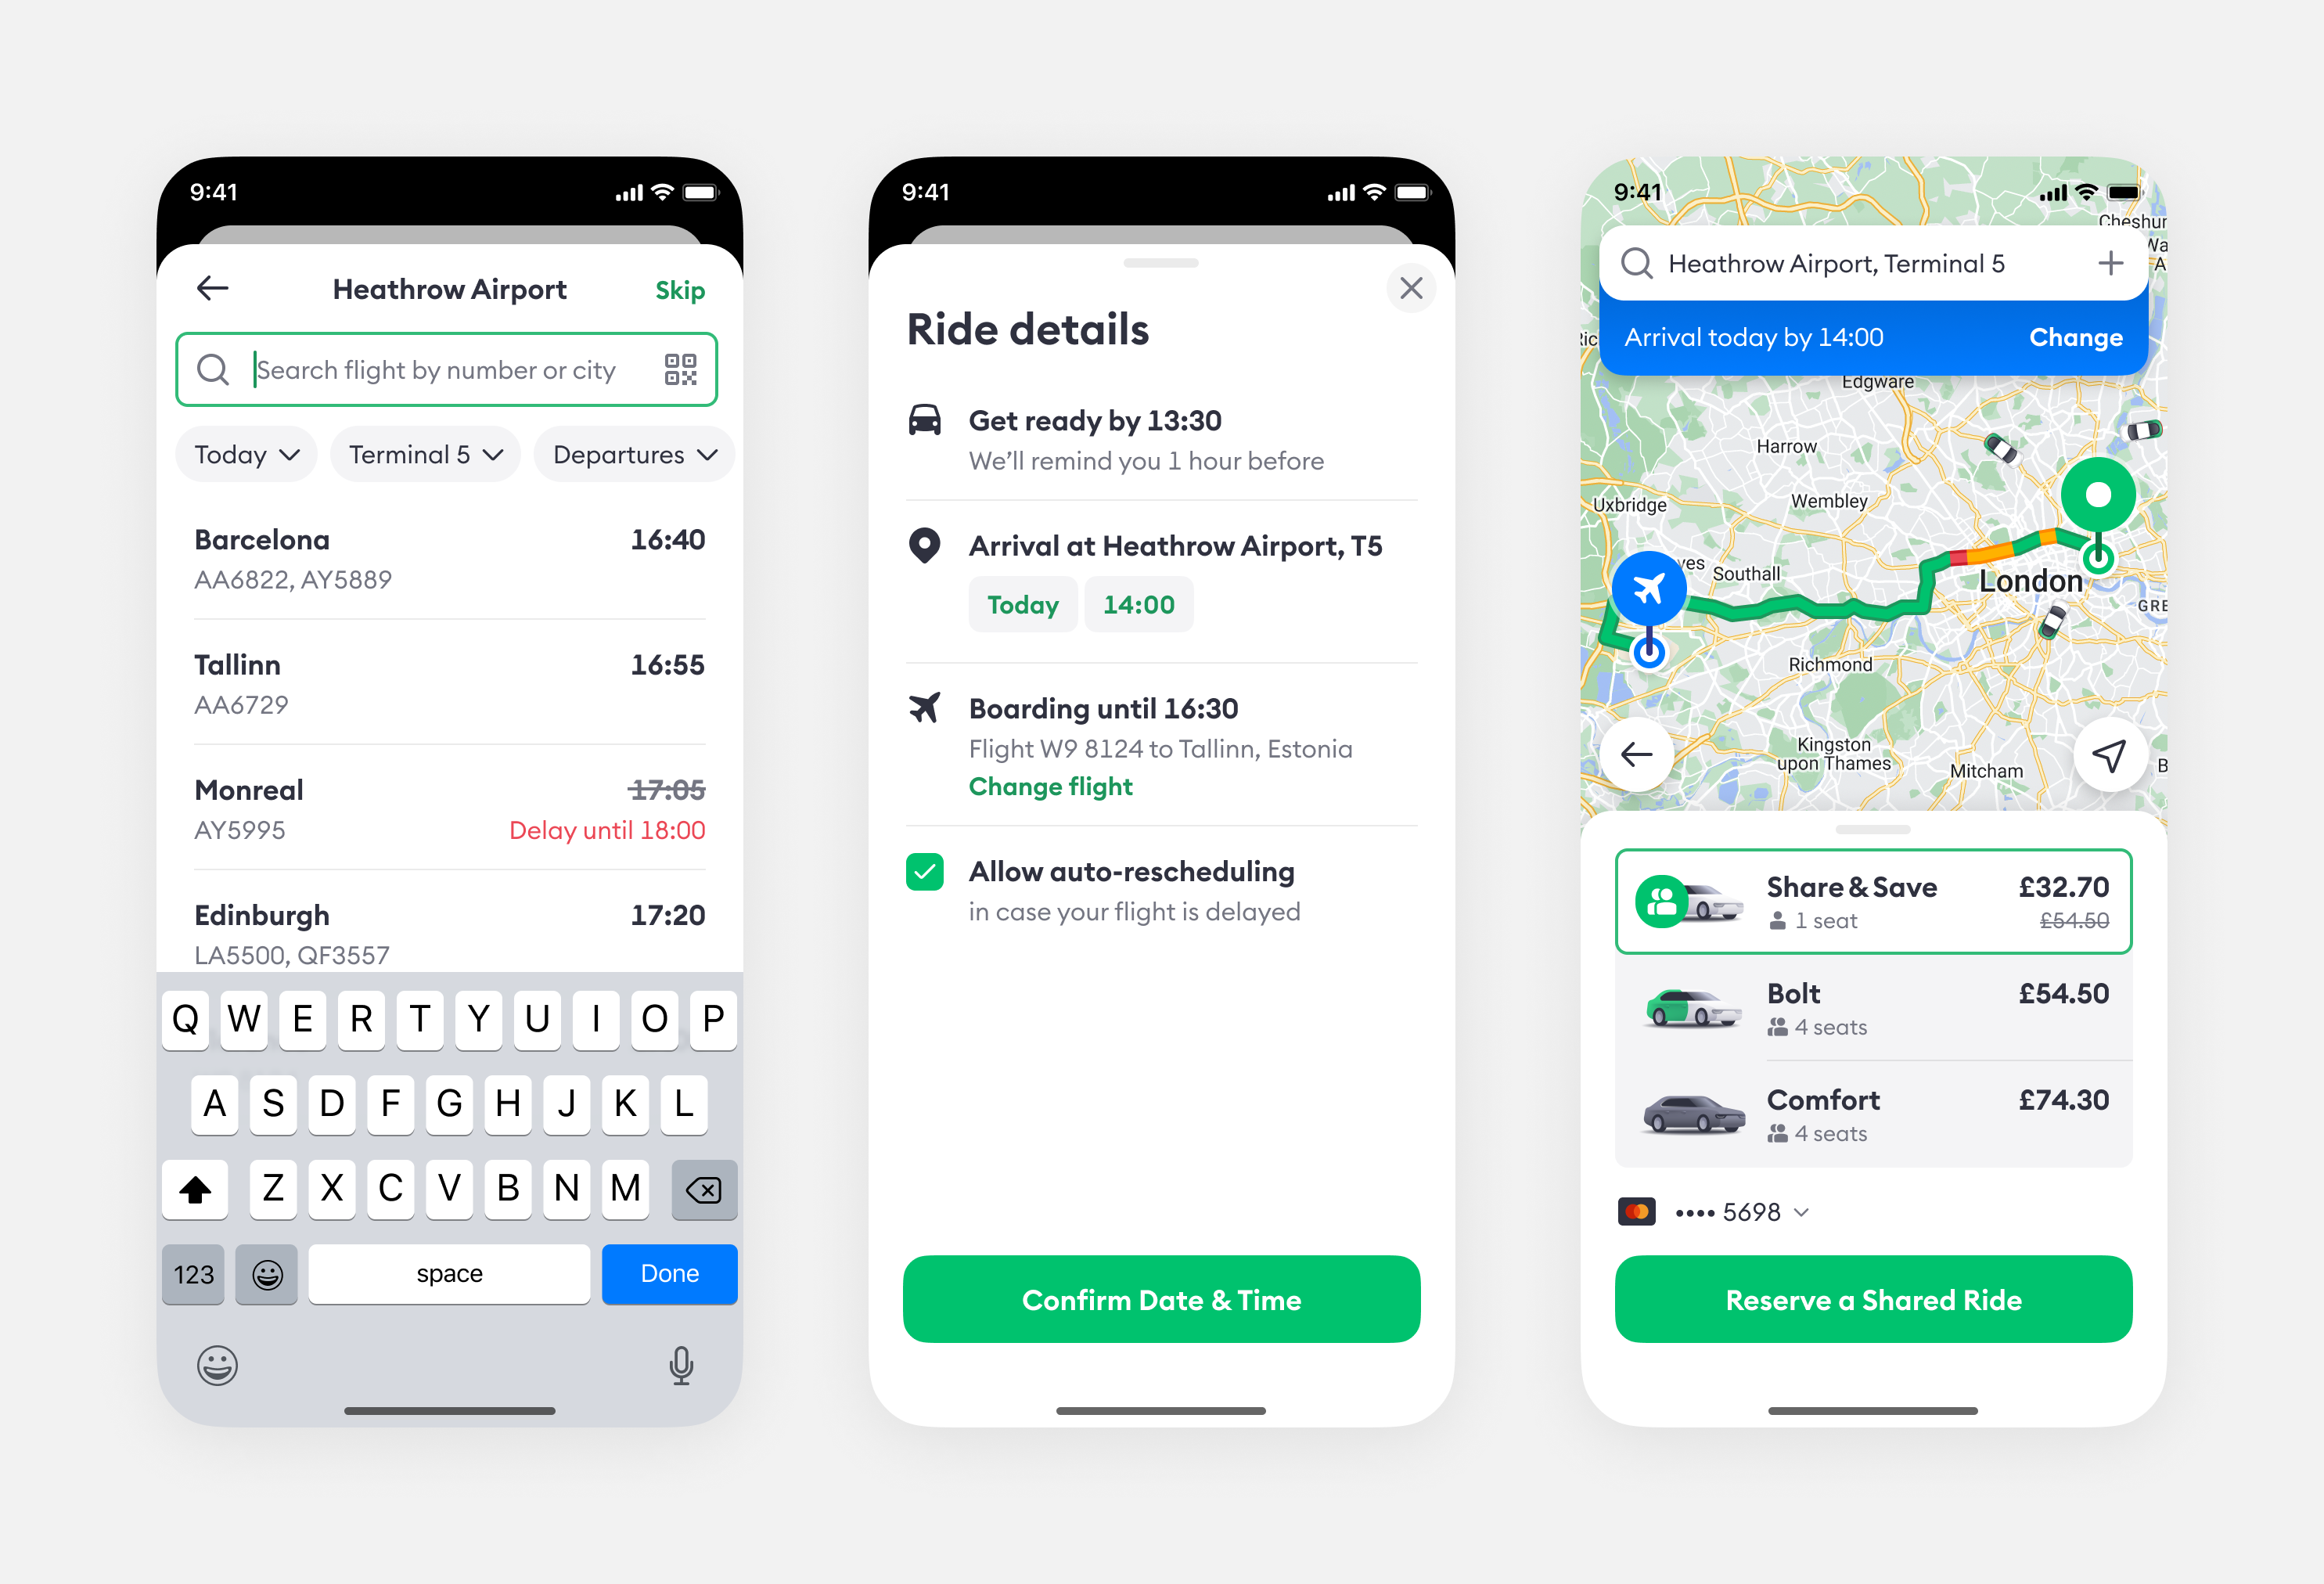 9:41
Heathrow Airport
Skip
Search flight by number or city
Today
Terminal 5
Departures
Barcelona
16:40
AA6822, AY5889
Tallinn
16:55
AA6729
Monreal
17:05
AY5995
Delay until 18:00
Edinburgh
17:20
LA5500, QF3557
Q W E R T Y U I O P
A S D F G H J K L
Z X C V B N M
123
space
Done
9:41
Ride details
Get ready by 13:30
We’ll remind you 1 hour before
Arrival at Heathrow Airport, T5
Today
14:00
Boarding until 16:30
Flight W9 8124 to Tallinn, Estonia
Change flight
Allow auto-rescheduling
in case your flight is delayed
Confirm Date & Time
9:41
Heathrow Airport, Terminal 5
Arrival today by 14:00
Change
Edgware
Harrow
Wembley
Uxbridge
Southall
London
Richmond
Kingston
upon Thames
Mitcham
Share & Save
£32.70
1 seat
£54.50
Bolt
£54.50
4 seats
Comfort
£74.30
4 seats
•••• 5698
Reserve a Shared Ride